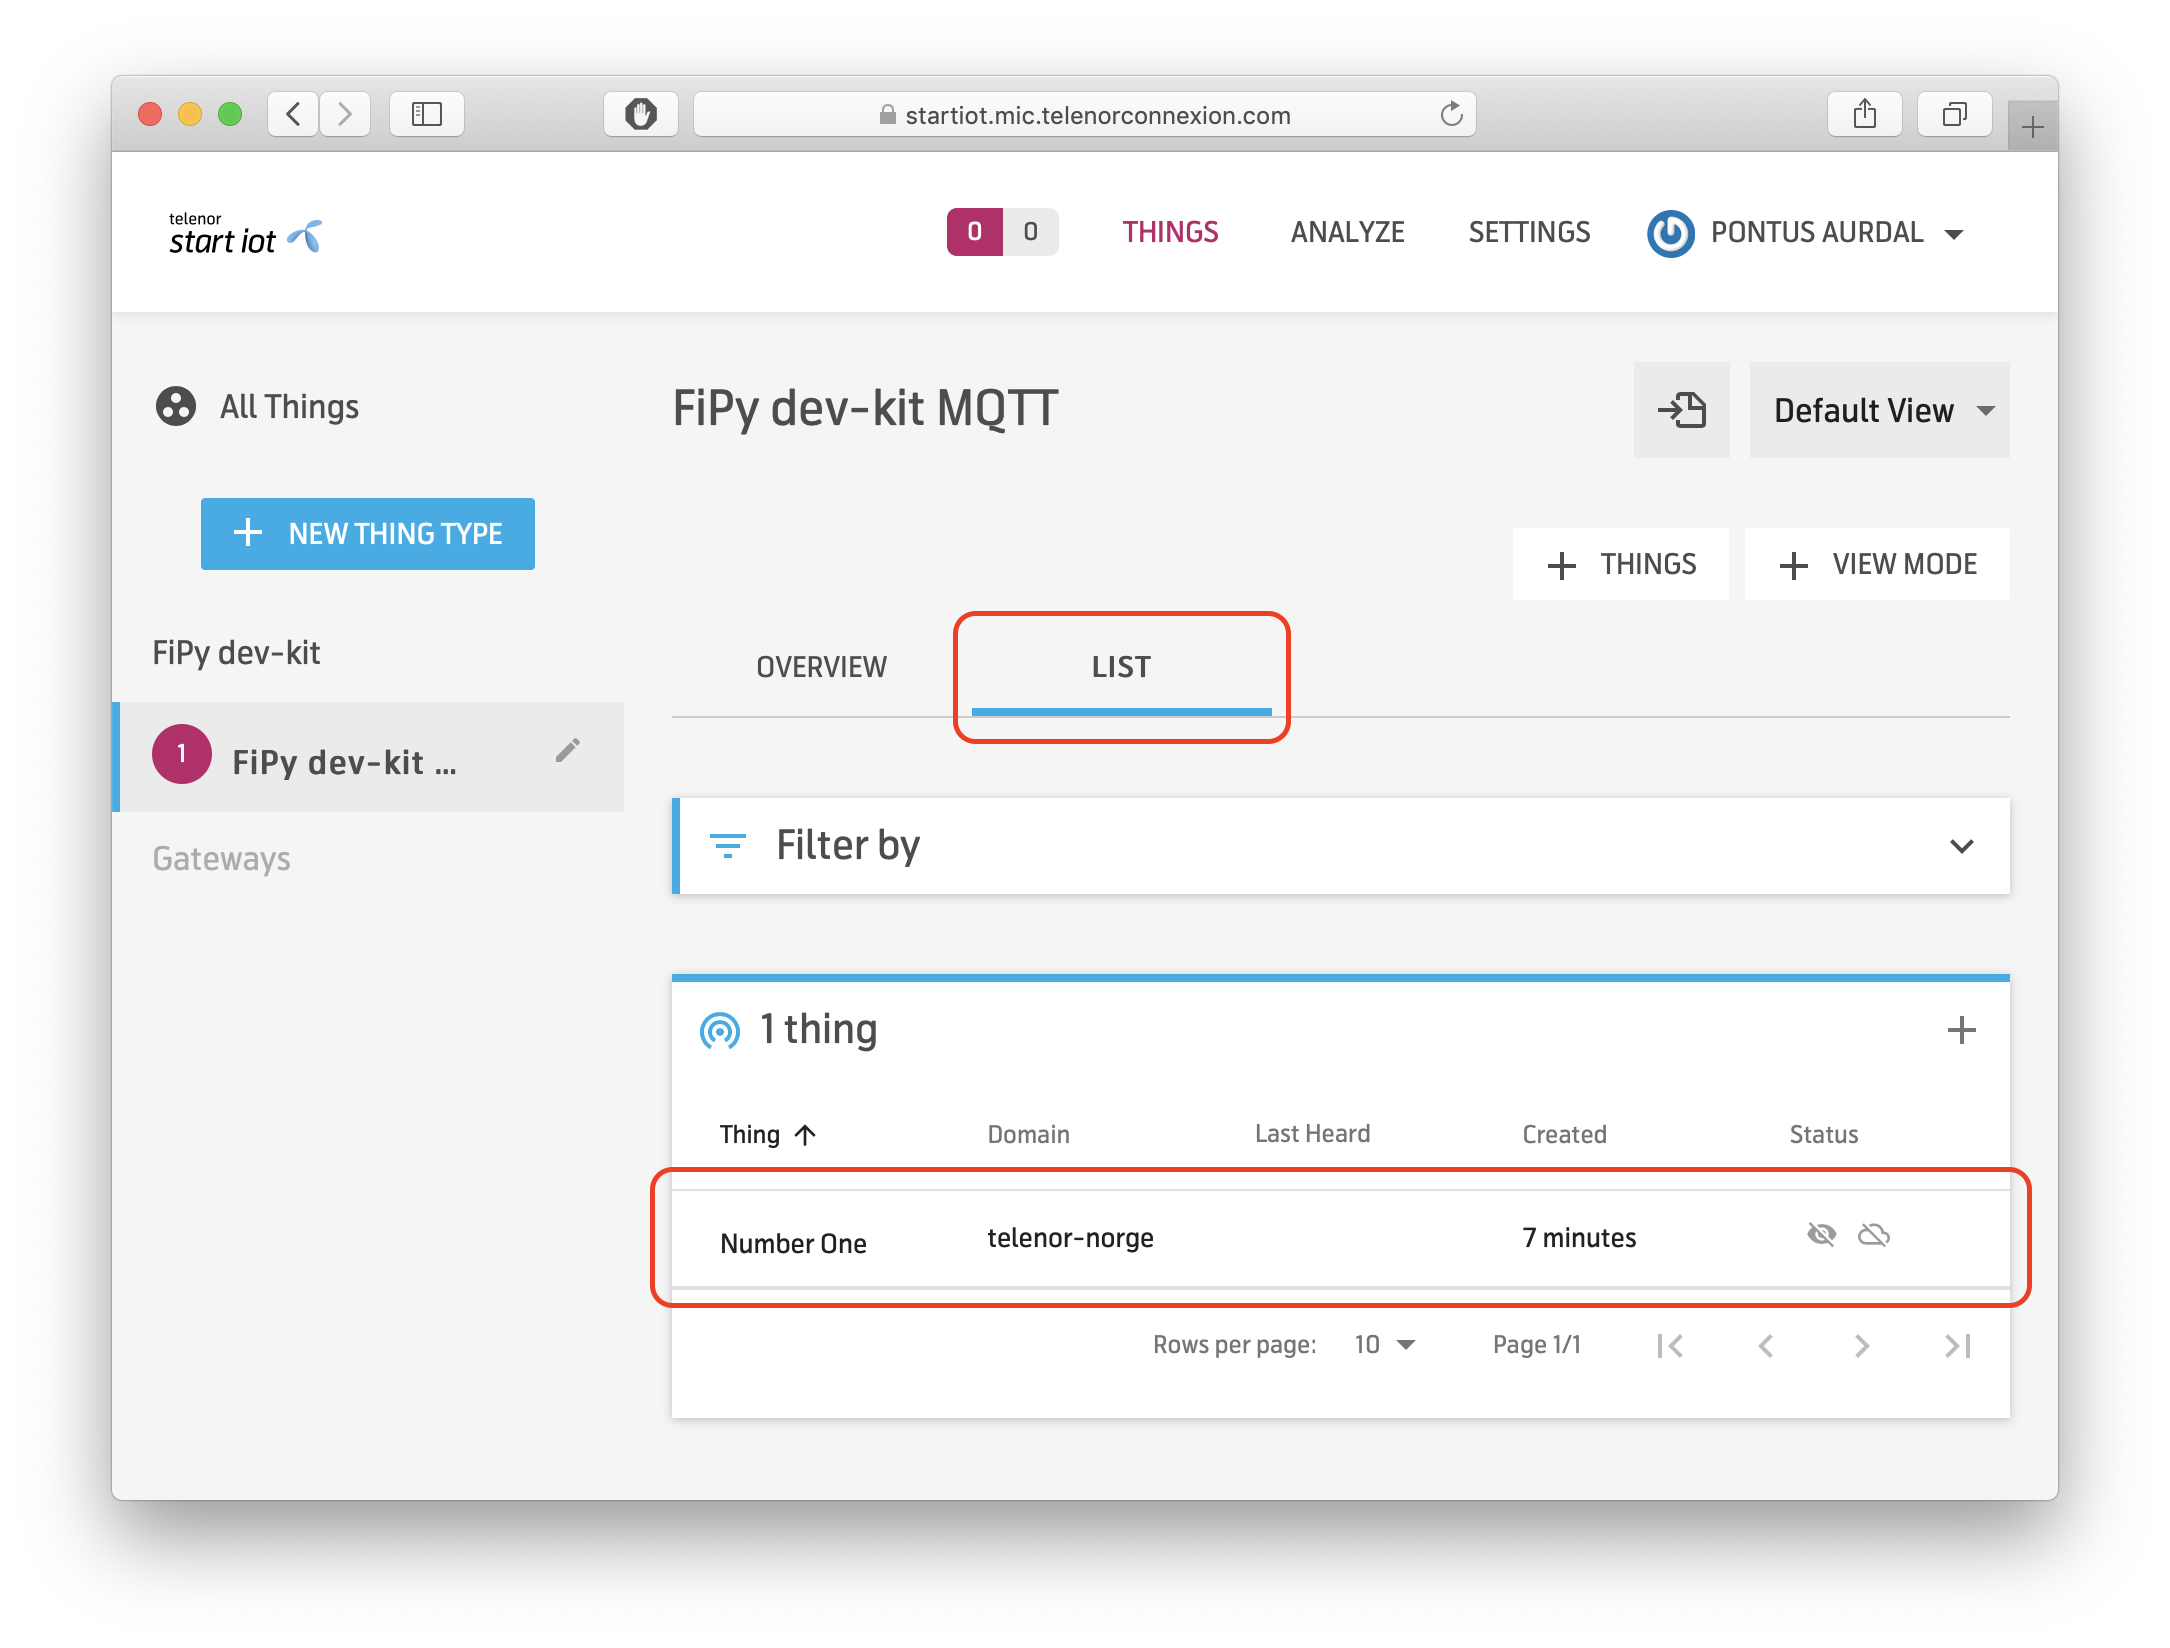 startiot.mic.telenorconnexion.com
telenor
start iot
0 0 THINGS ANALYZE SETTINGS PONTUS AURDAL
All Things
FiPy dev-kit MQTT
Default View
NEW THING TYPE
THINGS
VIEW MODE
FiPy dev-kit
OVERVIEW LIST
1 FiPy dev-kit ...
Filter by
Gateways
1 thing
Thing Domain Last Heard Created Status
Number One telenor-norge 7 minutes
Rows per page: 10 Page 1/1